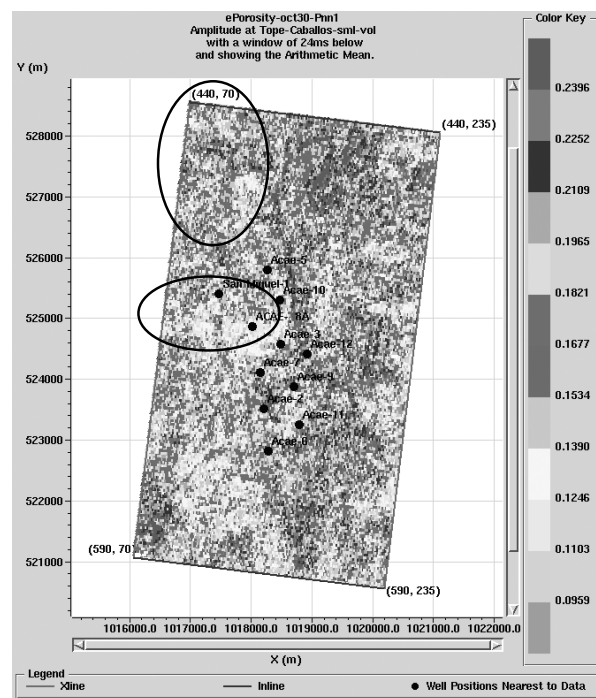 ePorosity-oct30-Pnn1
Amplitude at Tope-Caballos-sml-vol
with a window of 24ms below
and showing the Arithmetic Mean.
Color Key
Y (m)
(440, 70)
(440, 235)
528000
527000
526000
525000
524000
523000
522000
521000
Acae-5
San Miguel-1
Acae-10
ACAE- 8A
Acae-3
Acae-12
Acae-7
Acae-9
Acae-2
Acae-11
Acae-6
(590, 70)
(590, 235)
1016000.0 1017000.0 1018000.0 1019000.0 1020000.0 1021000.0 1022000.0
X (m)
0.2396
0.2252
0.2109
0.1965
0.1821
0.1677
0.1534
0.1390
0.1246
0.1103
0.0959
Legend
Xline Inline Well Positions Nearest to Data